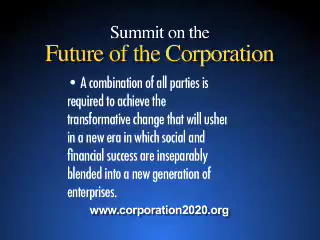 Summit on the
Future of the Corporation
• A combination of all parties is
required to achieve the
transformative change that will usher
in a new era in which social and
financial success are inseparably
blended into a new generation of
enterprises.
www.corporation2020.org